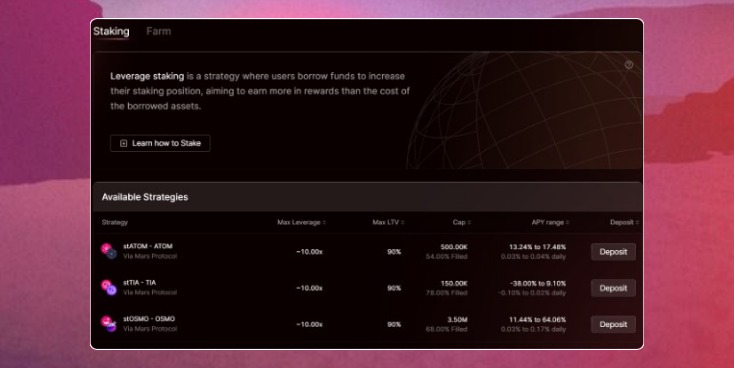 Staking Farm
Leverage staking is a strategy where users borrow funds to increase
their staking position, aiming to earn more in rewards than the cost of
the borrowed assets.
Learn how to Stake
Available Strategies
Strategy Max Leverage Max LTV Cap APY range Deposit
stATOM - ATOM ~10.00x 90% 500.00K 13.24% to 17.48% Deposit
Via Mars Protocol 54.00% Filled 0.03% to 0.04% daily
stTIA - TIA ~10.00x 90% 150.00K -38.00% to 9.10% Deposit
Via Mars Protocol 78.00% Filled -0.10% to 0.02% daily
stOSMO - OSMO ~10.00x 90% 3.50M 11.44% to 64.06% Deposit
Via Mars Protocol 68.00% Filled 0.03% to 0.17% daily